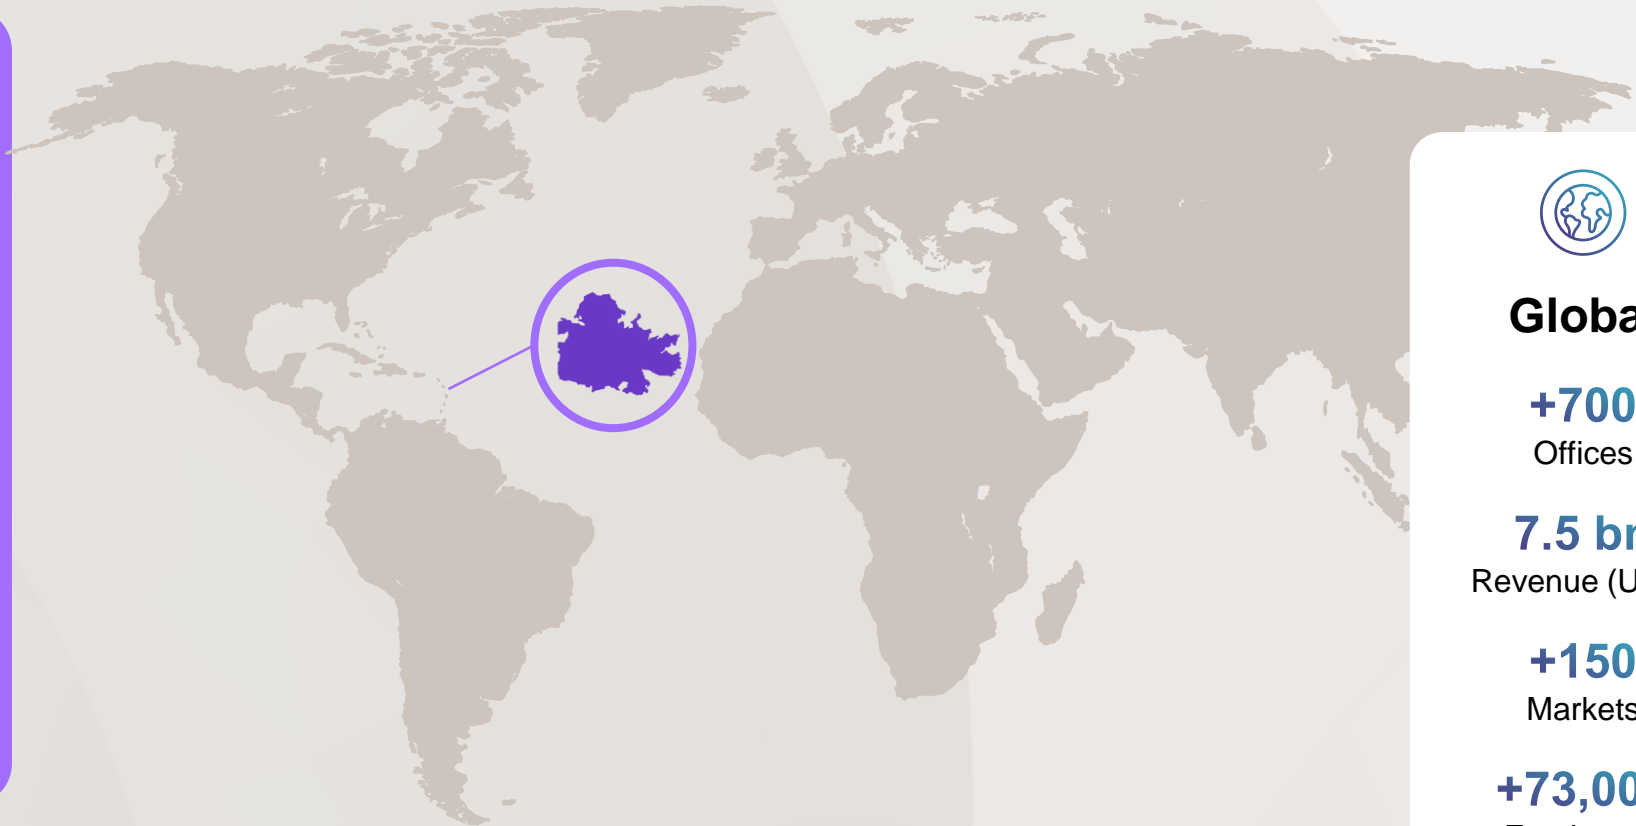 Globa
+700
Offices
7.5 br
Revenue (U
+150
Markets
+73,00